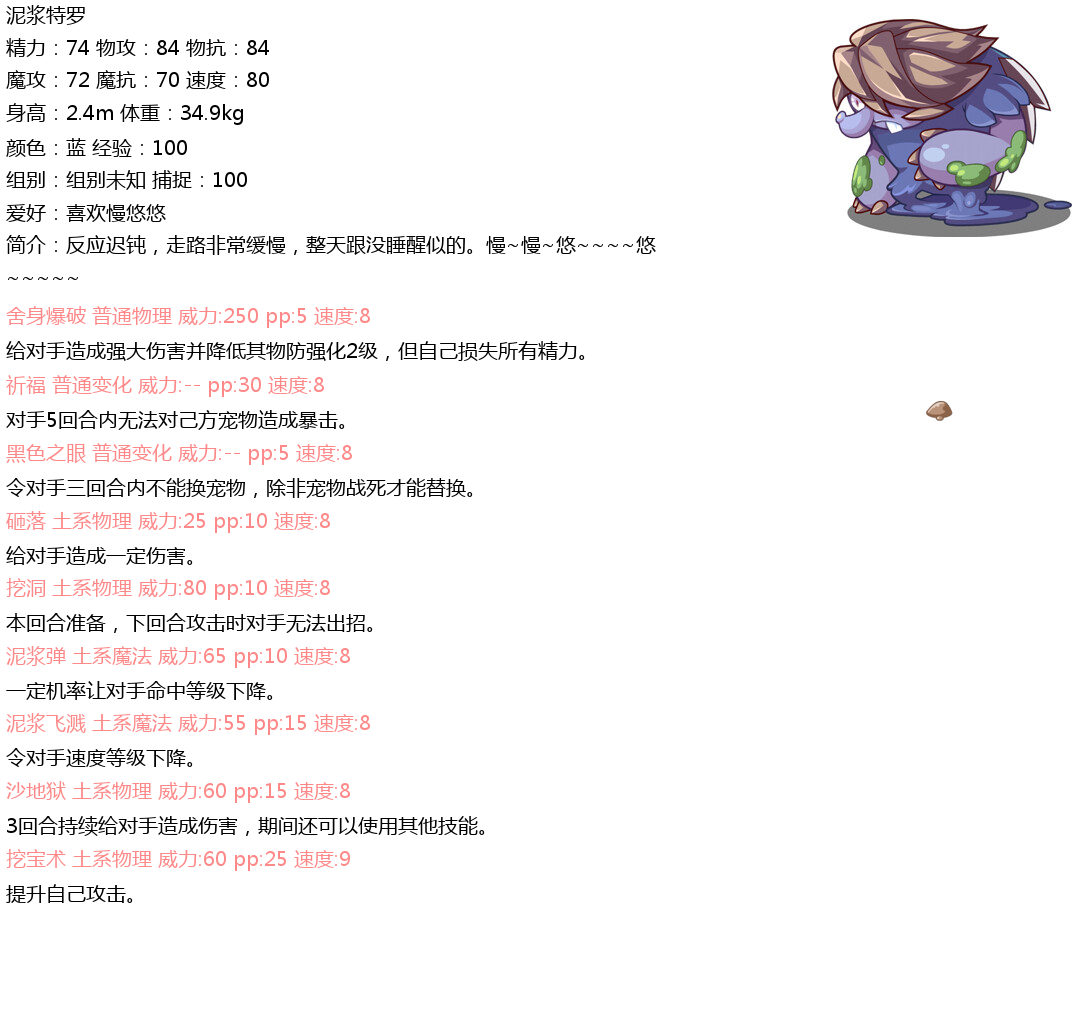 泥浆特罗
精力：74 物攻：84 物抗：84
魔攻：72 魔抗：70 速度：80
身高：2.4m 体重：34.9kg
颜色：蓝 经验：100
组别：组别未知 捕捉：100
爱好：喜欢慢悠悠
简介：反应迟钝，走路非常缓慢，整天跟没睡醒似的。慢~慢~悠~~~~悠
~~~~~
舍身爆破 普通物理 威力:250 pp:5 速度:8
给对手造成强大伤害并降低其物防强化2级，但自己损失所有精力。
祈福 普通变化 威力:-- pp:30 速度:8
对手5回合内无法对己方宠物造成暴击。
黑色之眼 普通变化 威力:-- pp:5 速度:8
令对手三回合内不能换宠物，除非宠物战死才能替换。
砸落 土系物理 威力:25 pp:10 速度:8
给对手造成一定伤害。
挖洞 土系物理 威力:80 pp:10 速度:8
本回合准备，下回合攻击时对手无法出招。
泥浆弹 土系魔法 威力:65 pp:10 速度:8
一定机率让对手命中等级下降。
泥浆飞溅 土系魔法 威力:55 pp:15 速度:8
令对手速度等级下降。
沙地狱 土系物理 威力:60 pp:15 速度:8
3回合持续给对手造成伤害，期间还可以使用其他技能。
挖宝术 土系物理 威力:60 pp:25 速度:9
提升自己攻击。